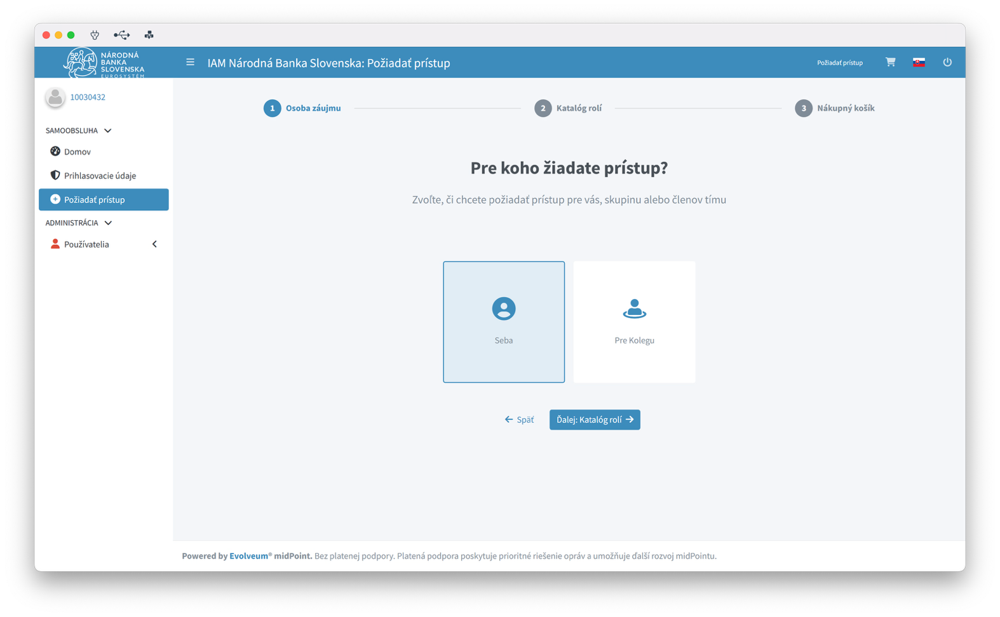 NÁRODNÁ
BANKA
SLOVENSKA
EUROSYSTÉM
IAM Národná Banka Slovenska: Požiadať prístup
Požiadať prístup
10030432
SAMOOBSLUHA
Domov
Prihlasovacie údaje
Požiadať prístup
ADMINISTRÁCIA
Používatelia
1 Osoba záujmu
2 Katalóg rolí
3 Nákupný košík
Pre koho žiadate prístup?
Zvoľte, či chcete požiadať prístup pre vás, skupinu alebo členov tímu
Seba
Pre Kolegu
Späť
Ďalej: Katalóg rolí
Powered by Evolveum® midPoint. Bez platenej podpory. Platená podpora poskytuje prioritné riešenie opráv a umožňuje ďalší rozvoj midPointu.